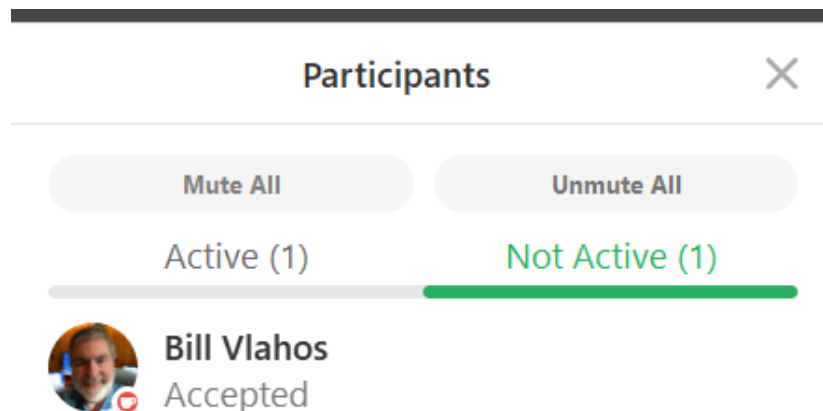 Participants
Mute All Unmute All
Active (1) Not Active (1)
Bill Vlahos
Accepted